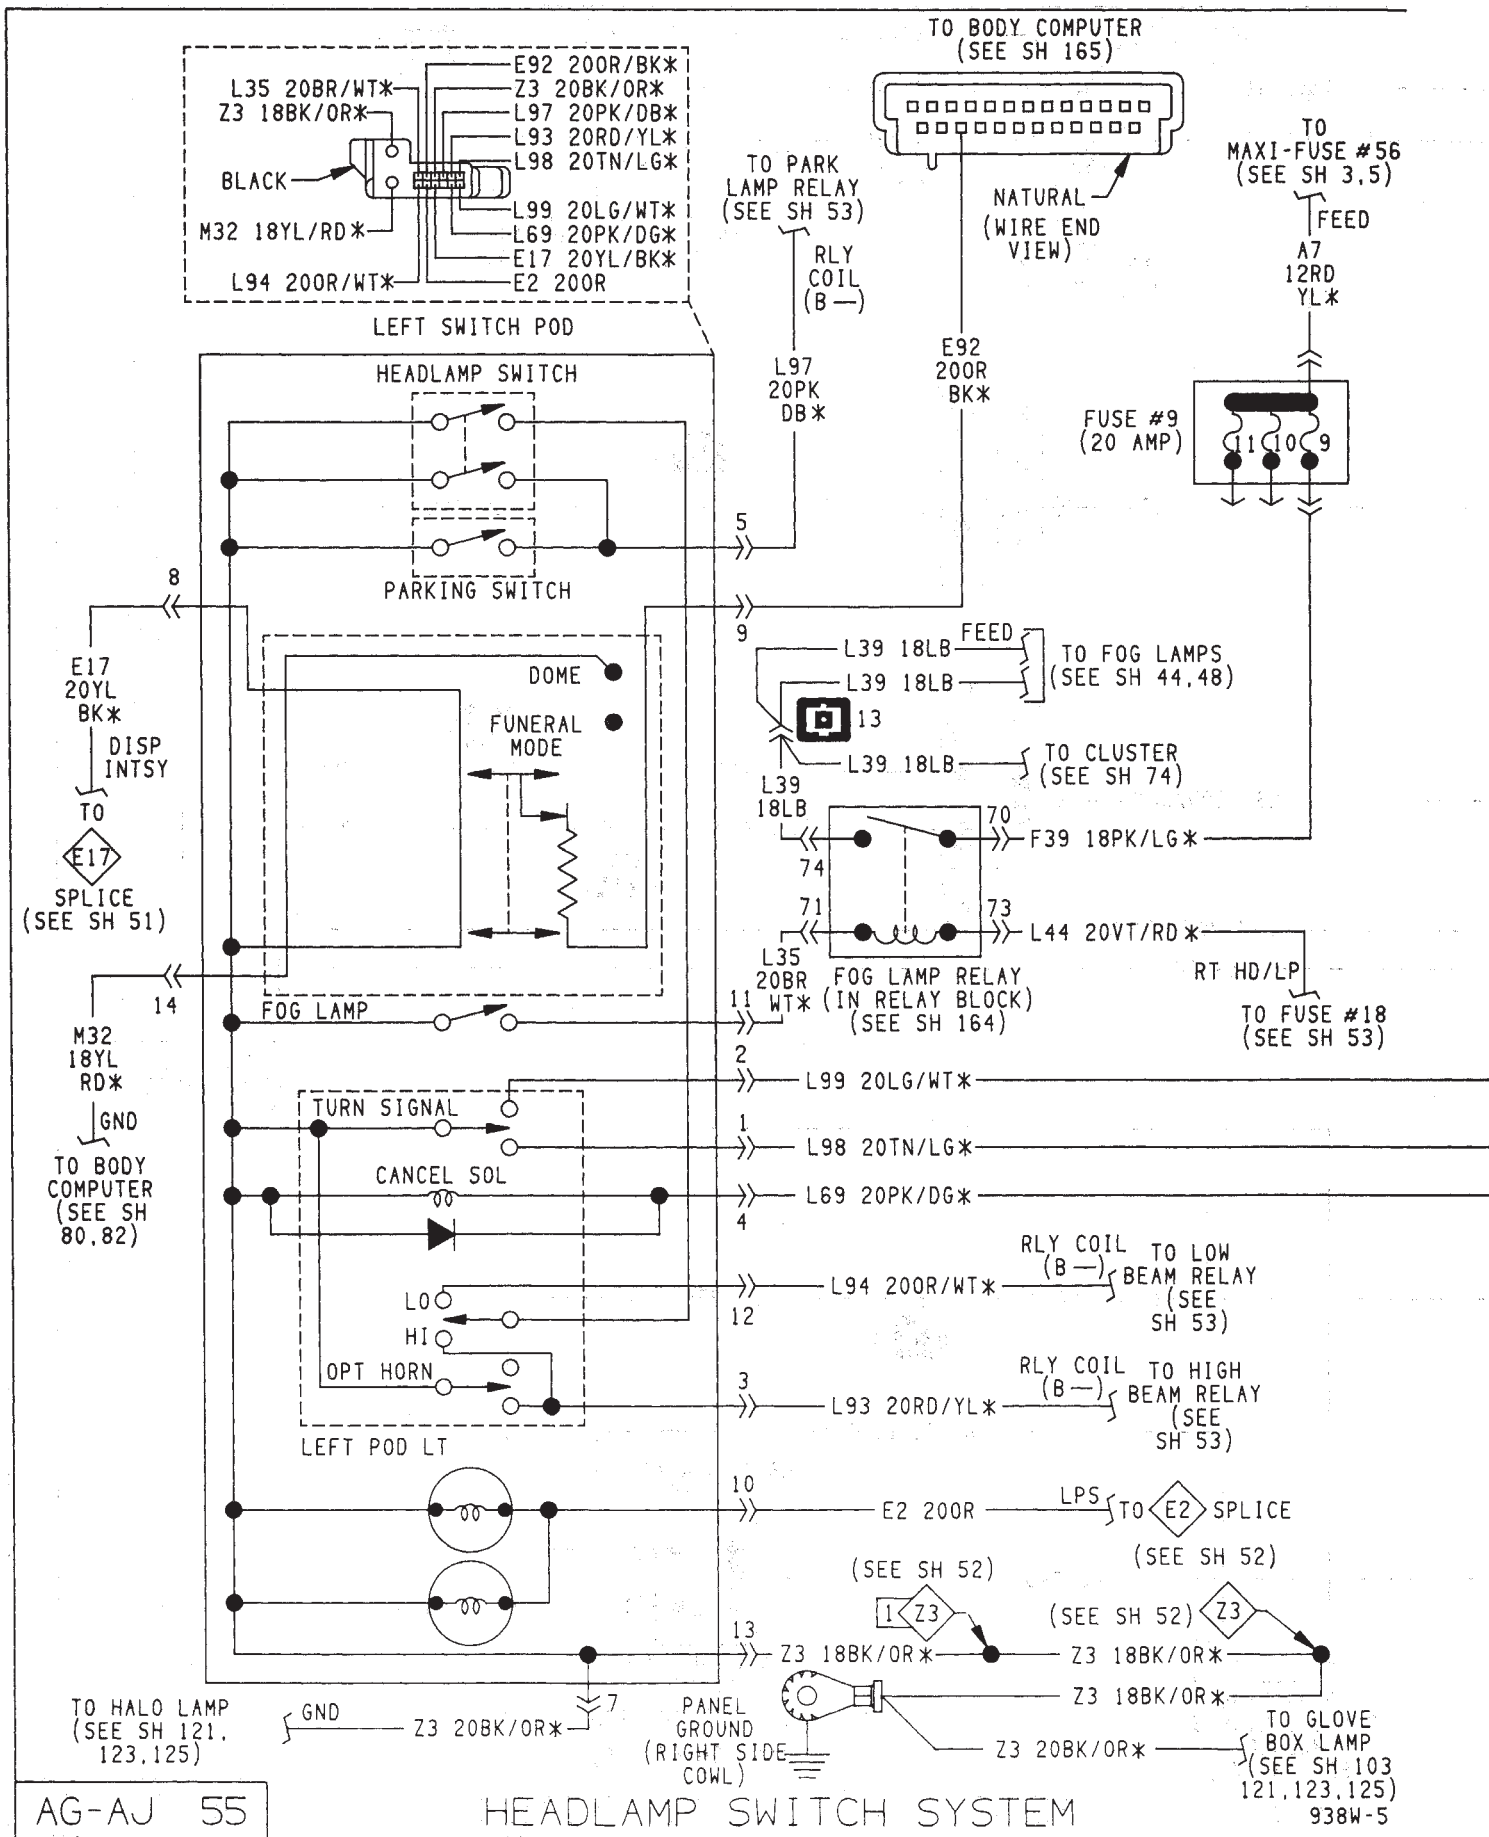 TO BODY COMPUTER
(SEE SH 165)
E92 20OR/BK*
L35 20BR/WT*
Z3 20BK/OR*
Z3 18BK/OR*
L97 20PK/DB*
L93 20RD/YL*
L98 20TN/LG*
BLACK
L99 20LG/WT*
M32 18YL/RD*
L69 20PK/DG*
E17 20YL/BK*
L94 20OR/WT*
E2 20OR
LEFT SWITCH POD
TO PARK
LAMP RELAY
(SEE SH 53)
RLY
COIL
(B —)
NATURAL
(WIRE END
VIEW)
TO
MAXI-FUSE #56
(SEE SH 3,5)
FEED
A7
12RD
YL*
HEADLAMP SWITCH
L97
20PK
DB*
E92
20OR
BK*
FUSE #9
(20 AMP)
11
10
9
5
PARKING SWITCH
8
9
E17
20YL
BK*
DISP
INTSY
TO
E17
SPLICE
(SEE SH 51)
DOME
FUNERAL
MODE
L39 18LB
FEED
TO FOG LAMPS
(SEE SH 44,48)
L39 18LB
13
L39 18LB
TO CLUSTER
(SEE SH 74)
L39
18LB
70
F39 18PK/LG*
74
71
73
L44 20VT/RD*
L35
20BR
WT*
FOG LAMP RELAY
(IN RELAY BLOCK)
(SEE SH 164)
RT HD/LP
TO FUSE #18
(SEE SH 53)
14
FOG LAMP
11
M32
18YL
RD*
GND
TO BODY
COMPUTER
(SEE SH
80,82)
2
L99 20LG/WT*
TURN SIGNAL
1
L98 20TN/LG*
CANCEL SOL
L69 20PK/DG*
4
RLY COIL
(B —)
TO LOW
BEAM RELAY
(SEE
SH 53)
L94 20OR/WT*
12
LO
HI
OPT HORN
3
L93 20RD/YL*
RLY COIL
(B —)
TO HIGH
BEAM RELAY
(SEE
SH 53)
LEFT POD LT
10
E2 20OR
LPS
TO
E2
SPLICE
(SEE SH 52)
(SEE SH 52)
1
Z3
(SEE SH 52)
Z3
13
Z3 18BK/OR*
Z3 18BK/OR*
Z3 18BK/OR*
7
TO HALO LAMP
(SEE SH 121,
123,125)
GND
Z3 20BK/OR*
PANEL
GROUND
(RIGHT SIDE
COWL)
Z3 20BK/OR*
TO GLOVE
BOX LAMP
(SEE SH 103
121,123,125)
938W-5
AG-AJ 55
HEADLAMP SWITCH SYSTEM